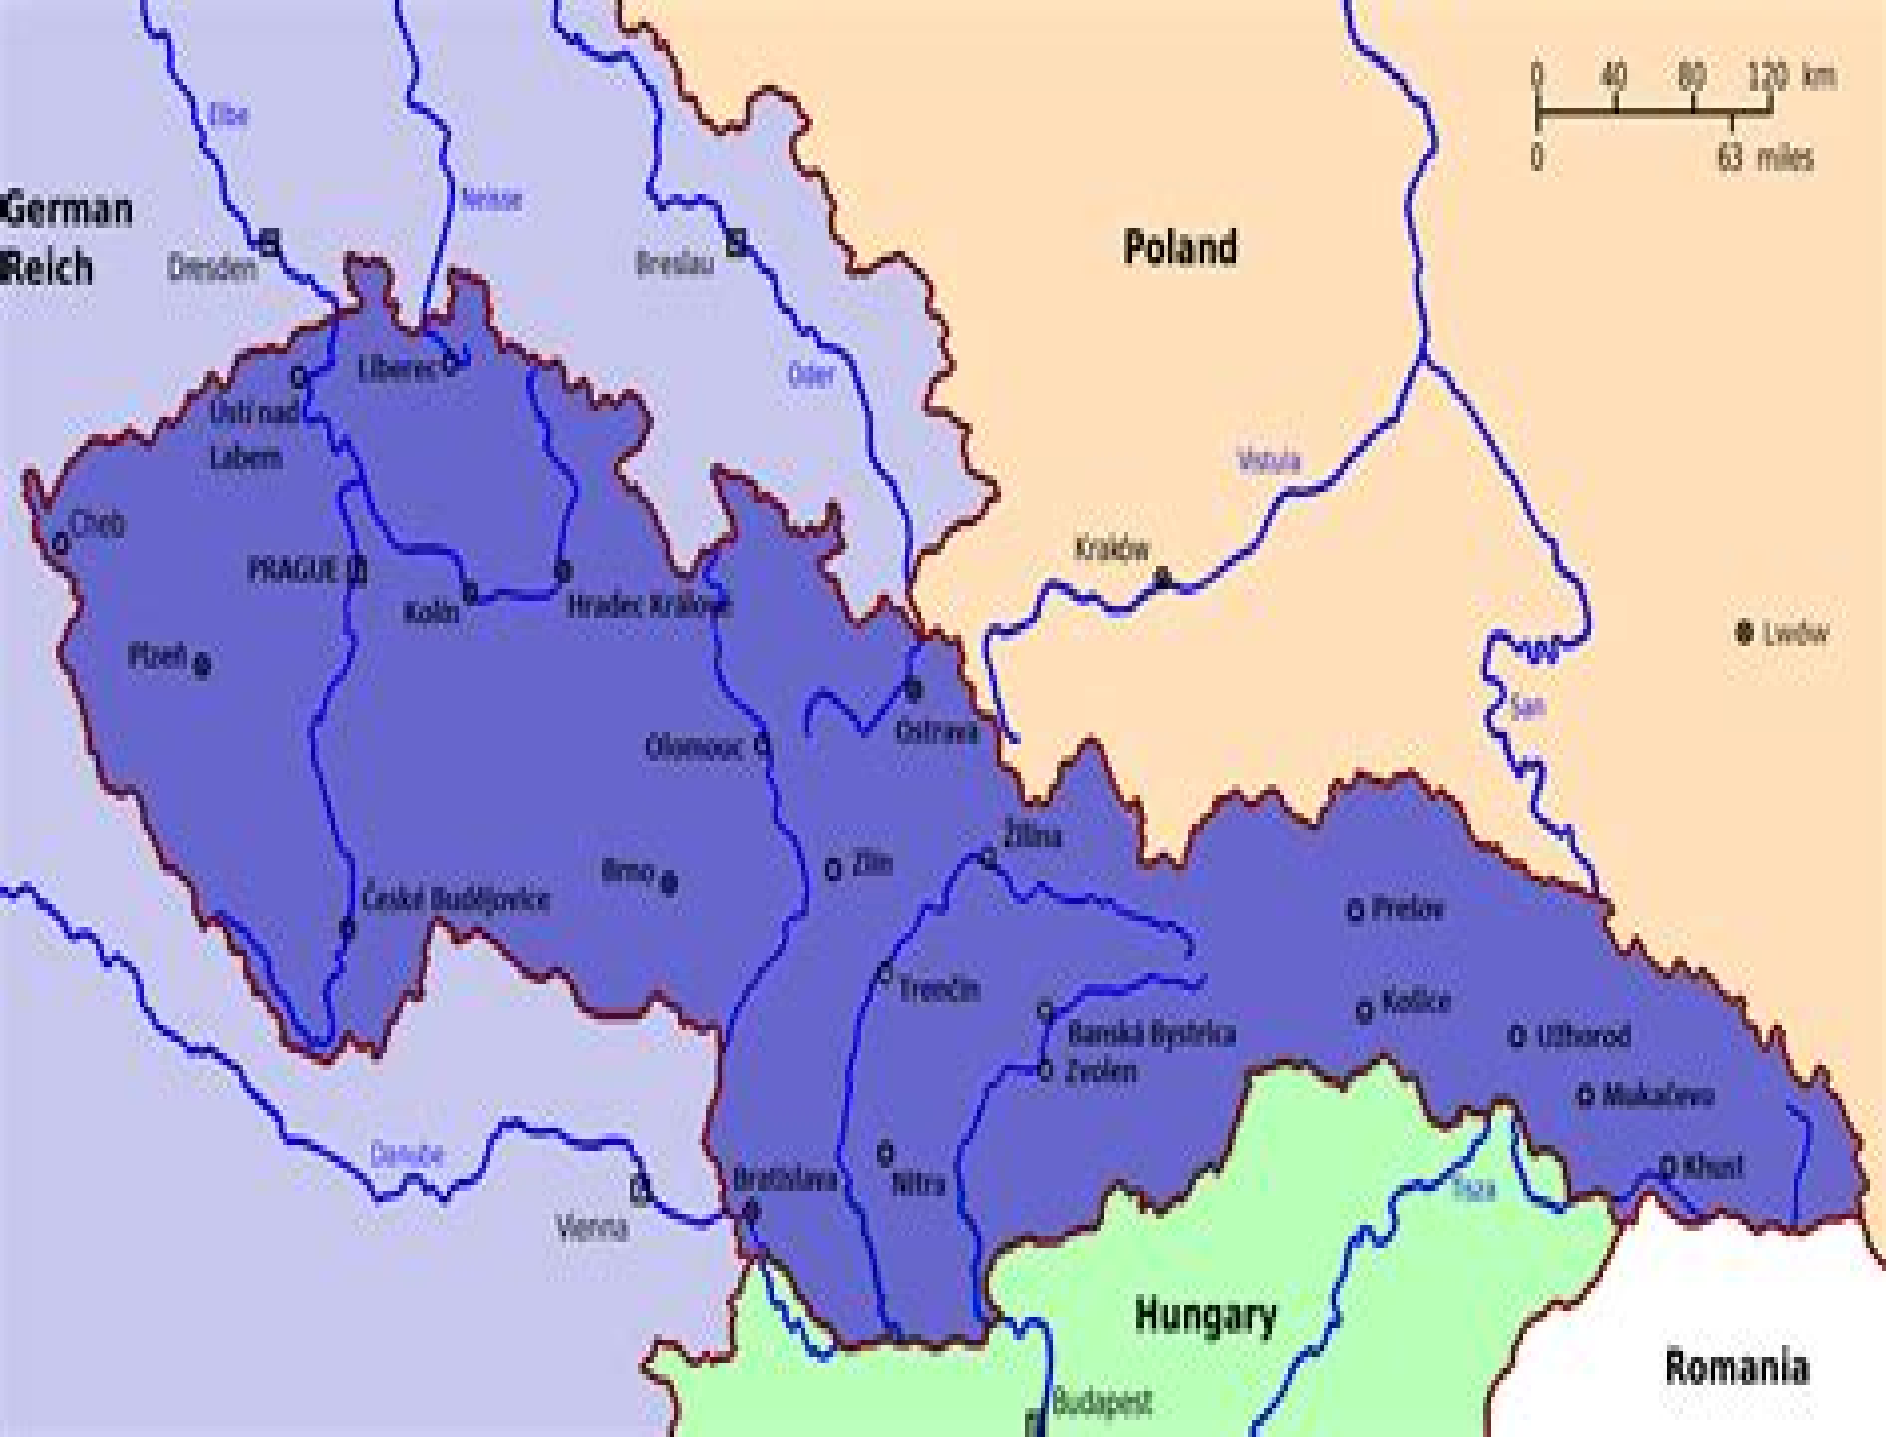 0 40 80 120 km
0 63 miles
Elbe
Neisse
German
Reich
Dresden
Breslau
Poland
Oder
Liberec
Ústí nad
Labem
Vistula
Cheb
PRAGUE
Kolín
Hradec Králové
Kraków
Plzeň
Lwów
San
Olomouc
Ostrava
Žilina
Zlín
Brno
České Budějovice
Prešov
Trenčín
Košice
Banská Bystrica
Užhorod
Zvolen
Mukačevo
Danube
Bratislava
Nitra
Khust
Tisza
Vienna
Hungary
Romania
Budapest